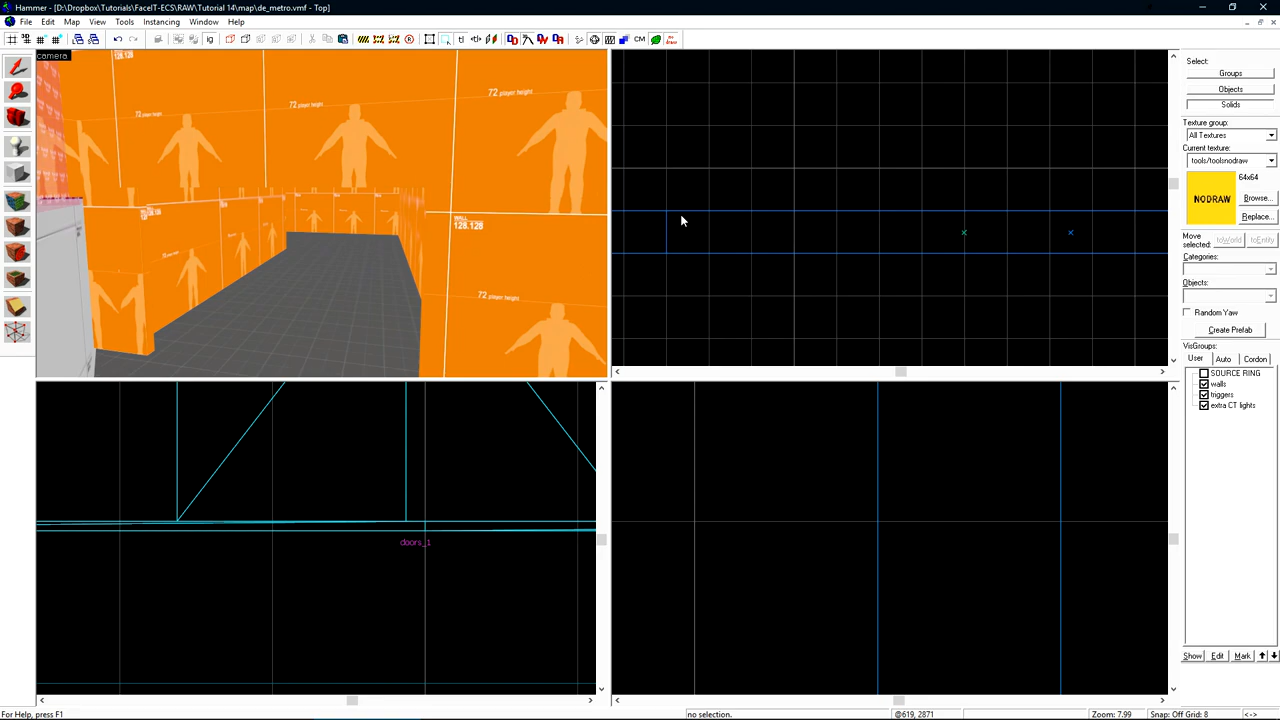 Hammer - [D:\Dropbox\Tutorials\FaceIT-ECS\RAW\Tutorial 14\map\de_metro.vmf - Top]
File Edit Map View Tools Instancing Window Help
camera
128.128
72 player height
72 player height
72 player height
WALL
128.128
72 player height
doors_1
Select:
Groups
Objects
Solids
Texture group:
All Textures
Current texture:
tools/toolsnodraw
64x64
NODRAW
Browse...
Replace...
Move
selected:
toWorld
toEntity
Categories:
Objects:
Random Yaw
Create Prefab
VisGroups:
User Auto Cordon
SOURCE RING
walls
triggers
extra CT lights
Show Edit Mark
For Help, press F1
no selection.
@619, 2871
Zoom: 7.99
Snap: Off Grid: 8
<->